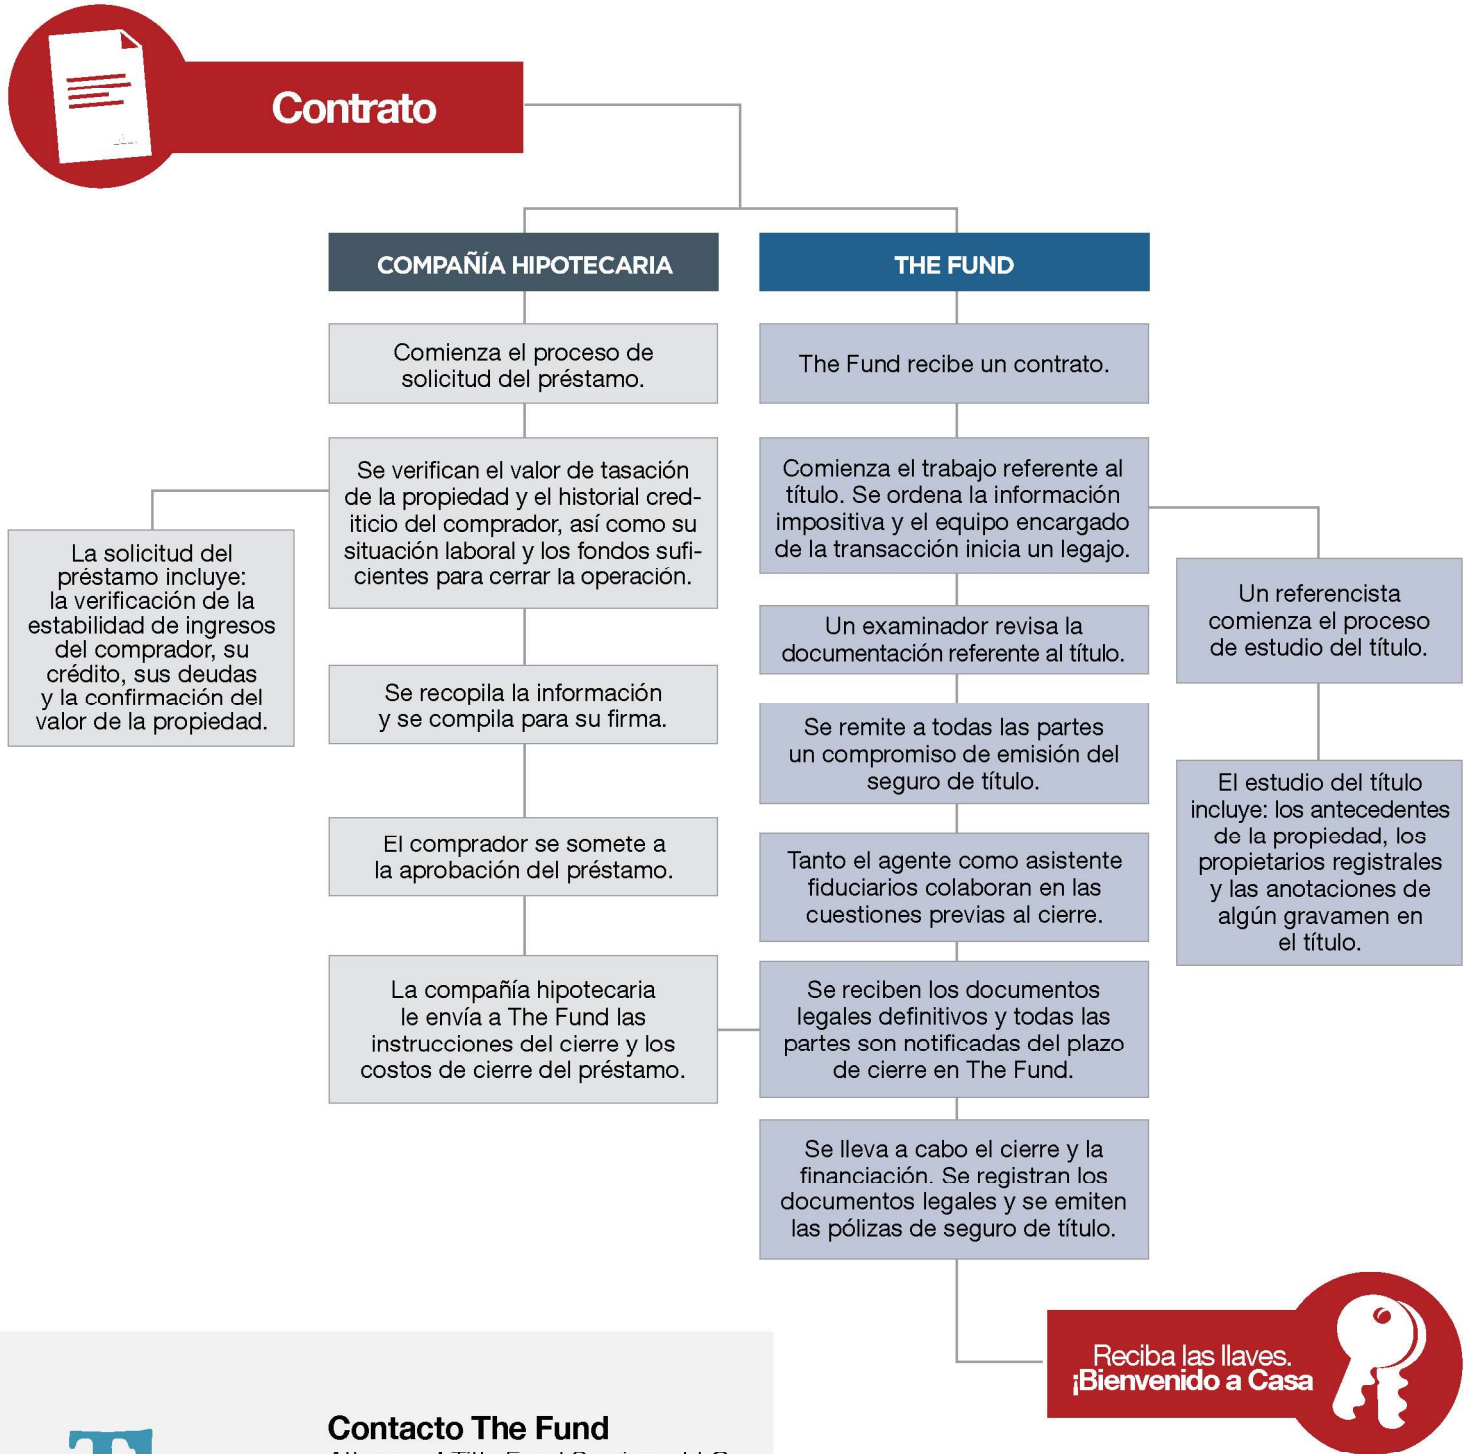 Contrato
COMPAÑÍA HIPOTECARIA
Comienza el proceso de
solicitud del préstamo.
Se verifican el valor de tasación
de la propiedad y el historial cred-
iticio del comprador, así como su
situación laboral y los fondos sufi-
cientes para cerrar la operación.
La solicitud del
préstamo incluye:
la verificación de la
estabilidad de ingresos
del comprador, su
crédito, sus deudas
y la confirmación del
valor de la propiedad.
Se recopila la información
y se compila para su firma.
El comprador se somete a
la aprobación del préstamo.
La compañía hipotecaria
le envía a The Fund las
instrucciones del cierre y los
costos de cierre del préstamo.
THE FUND
The Fund recibe un contrato.
Comienza el trabajo referente al
título. Se ordena la información
impositiva y el equipo encargado
de la transacción inicia un legajo.
Un referencista
comienza el proceso
de estudio del título.
El estudio del título
incluye: los antecedentes
de la propiedad, los
propietarios registrales
y las anotaciones de
algún gravamen en
el título.
Un examinador revisa la
documentación referente al título.
Se remite a todas las partes
un compromiso de emisión del
seguro de título.
Tanto el agente como asistente
fiduciarios colaboran en las
cuestiones previas al cierre.
Se reciben los documentos
legales definitivos y todas las
partes son notificadas del plazo
de cierre en The Fund.
Se lleva a cabo el cierre y la
financiación. Se registran los
documentos legales y se emiten
las pólizas de seguro de título.
Reciba las llaves.
¡Bienvenido a Casa
Contacto The Fund